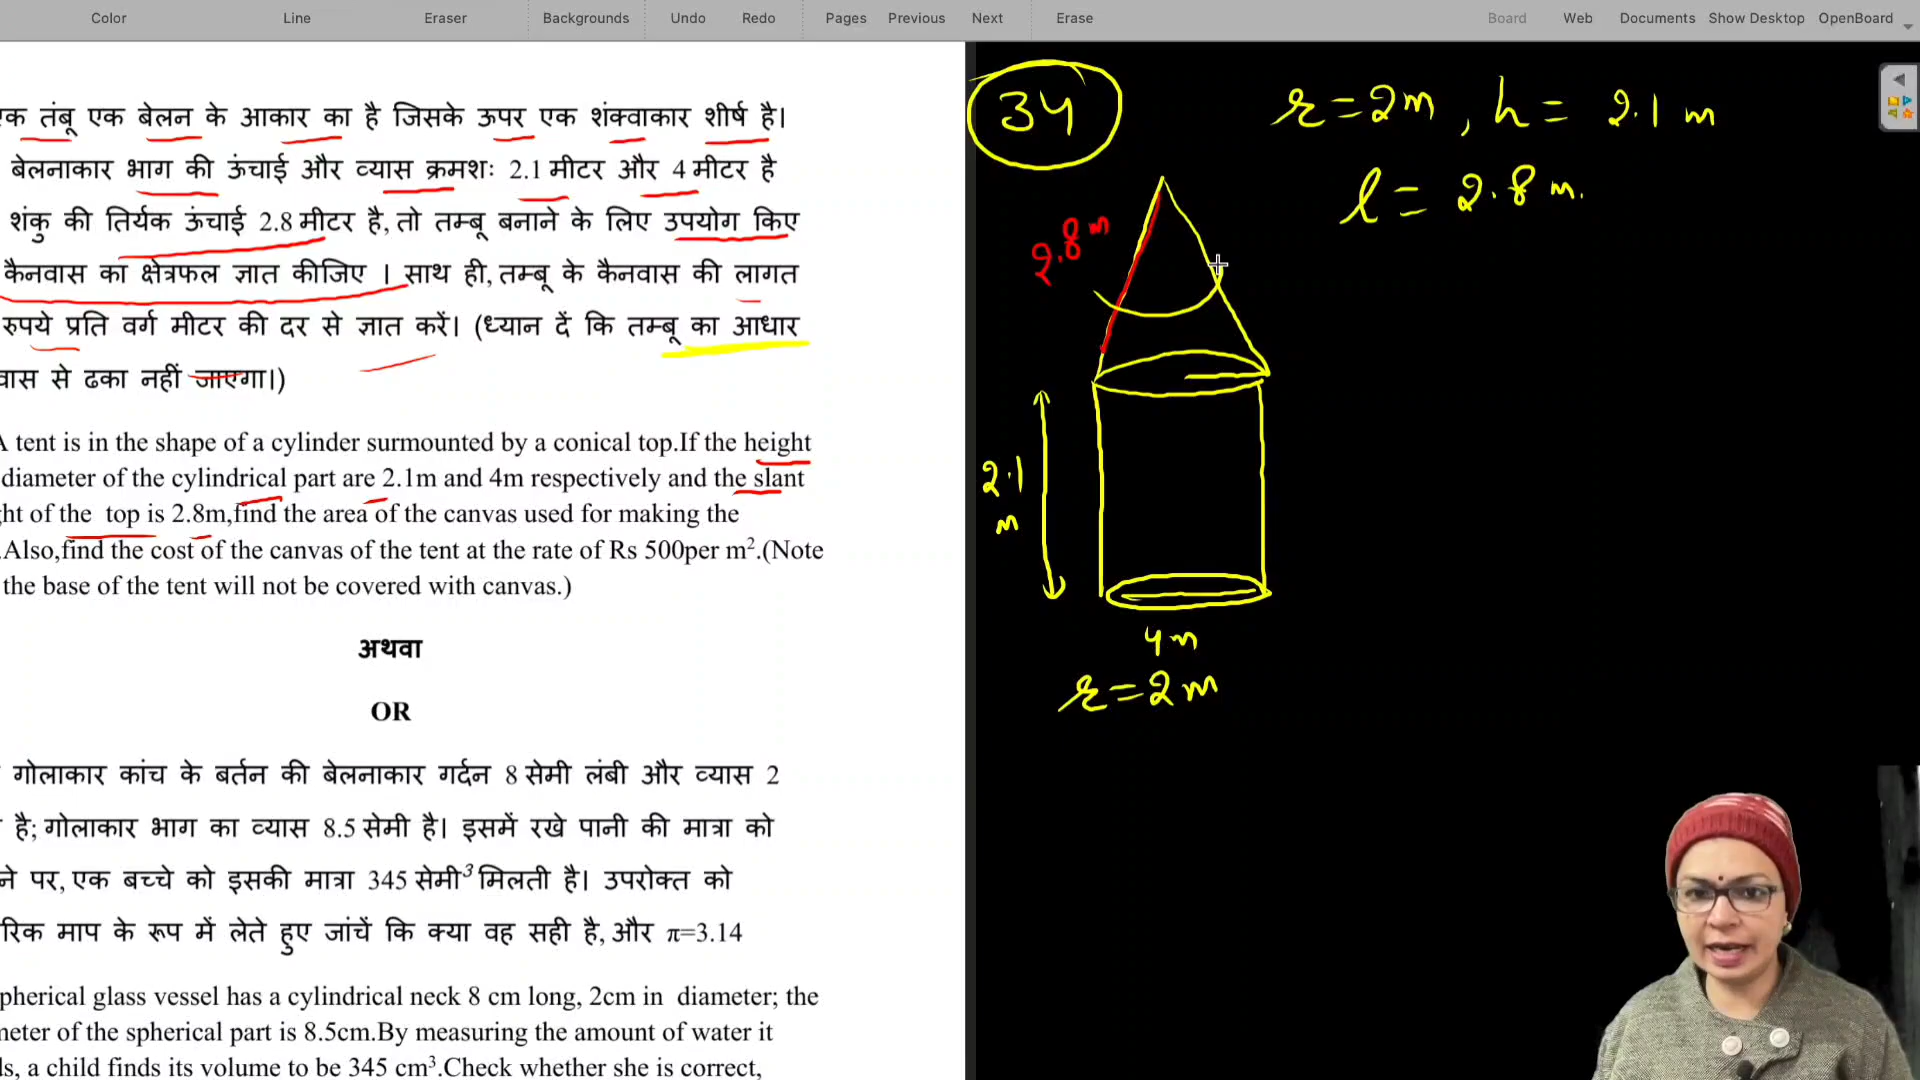 Color Line Eraser Backgrounds Undo Redo Pages Previous Next Erase Board Web Documents Show Desktop OpenBoard
एक तंबू एक बेलन के आकार का है जिसके ऊपर एक शंक्वाकार शीर्ष है।
बेलनाकार भाग की ऊंचाई और व्यास क्रमशः 2.1 मीटर और 4 मीटर है
शंकु की तिर्यक ऊंचाई 2.8 मीटर है, तो तम्बू बनाने के लिए उपयोग किए
कैनवास का क्षेत्रफल ज्ञात कीजिए । साथ ही, तम्बू के कैनवास की लागत
रुपये प्रति वर्ग मीटर की दर से ज्ञात करें। (ध्यान दें कि तम्बू का आधार
वास से ढका नहीं जाएगा।)
A tent is in the shape of a cylinder surmounted by a conical top.If the height
diameter of the cylindrical part are 2.1m and 4m respectively and the slant
ht of the top is 2.8m,find the area of the canvas used for making the
.Also,find the cost of the canvas of the tent at the rate of Rs 500per m².(Note
the base of the tent will not be covered with canvas.)
अथवा
OR
गोलाकार कांच के बर्तन की बेलनाकार गर्दन 8 सेमी लंबी और व्यास 2
है; गोलाकार भाग का व्यास 8.5 सेमी है। इसमें रखे पानी की मात्रा को
ने पर, एक बच्चे को इसकी मात्रा 345 सेमी³ मिलती है। उपरोक्त को
रिक माप के रूप में लेते हुए जांचें कि क्या वह सही है, और π=3.14
pherical glass vessel has a cylindrical neck 8 cm long, 2cm in diameter; the
neter of the spherical part is 8.5cm.By measuring the amount of water it
ds, a child finds its volume to be 345 cm³.Check whether she is correct,
34
r = 2m , h = 2.1 m
l = 2.8 m.
2.8 m
2.1
m
4m
r = 2 m